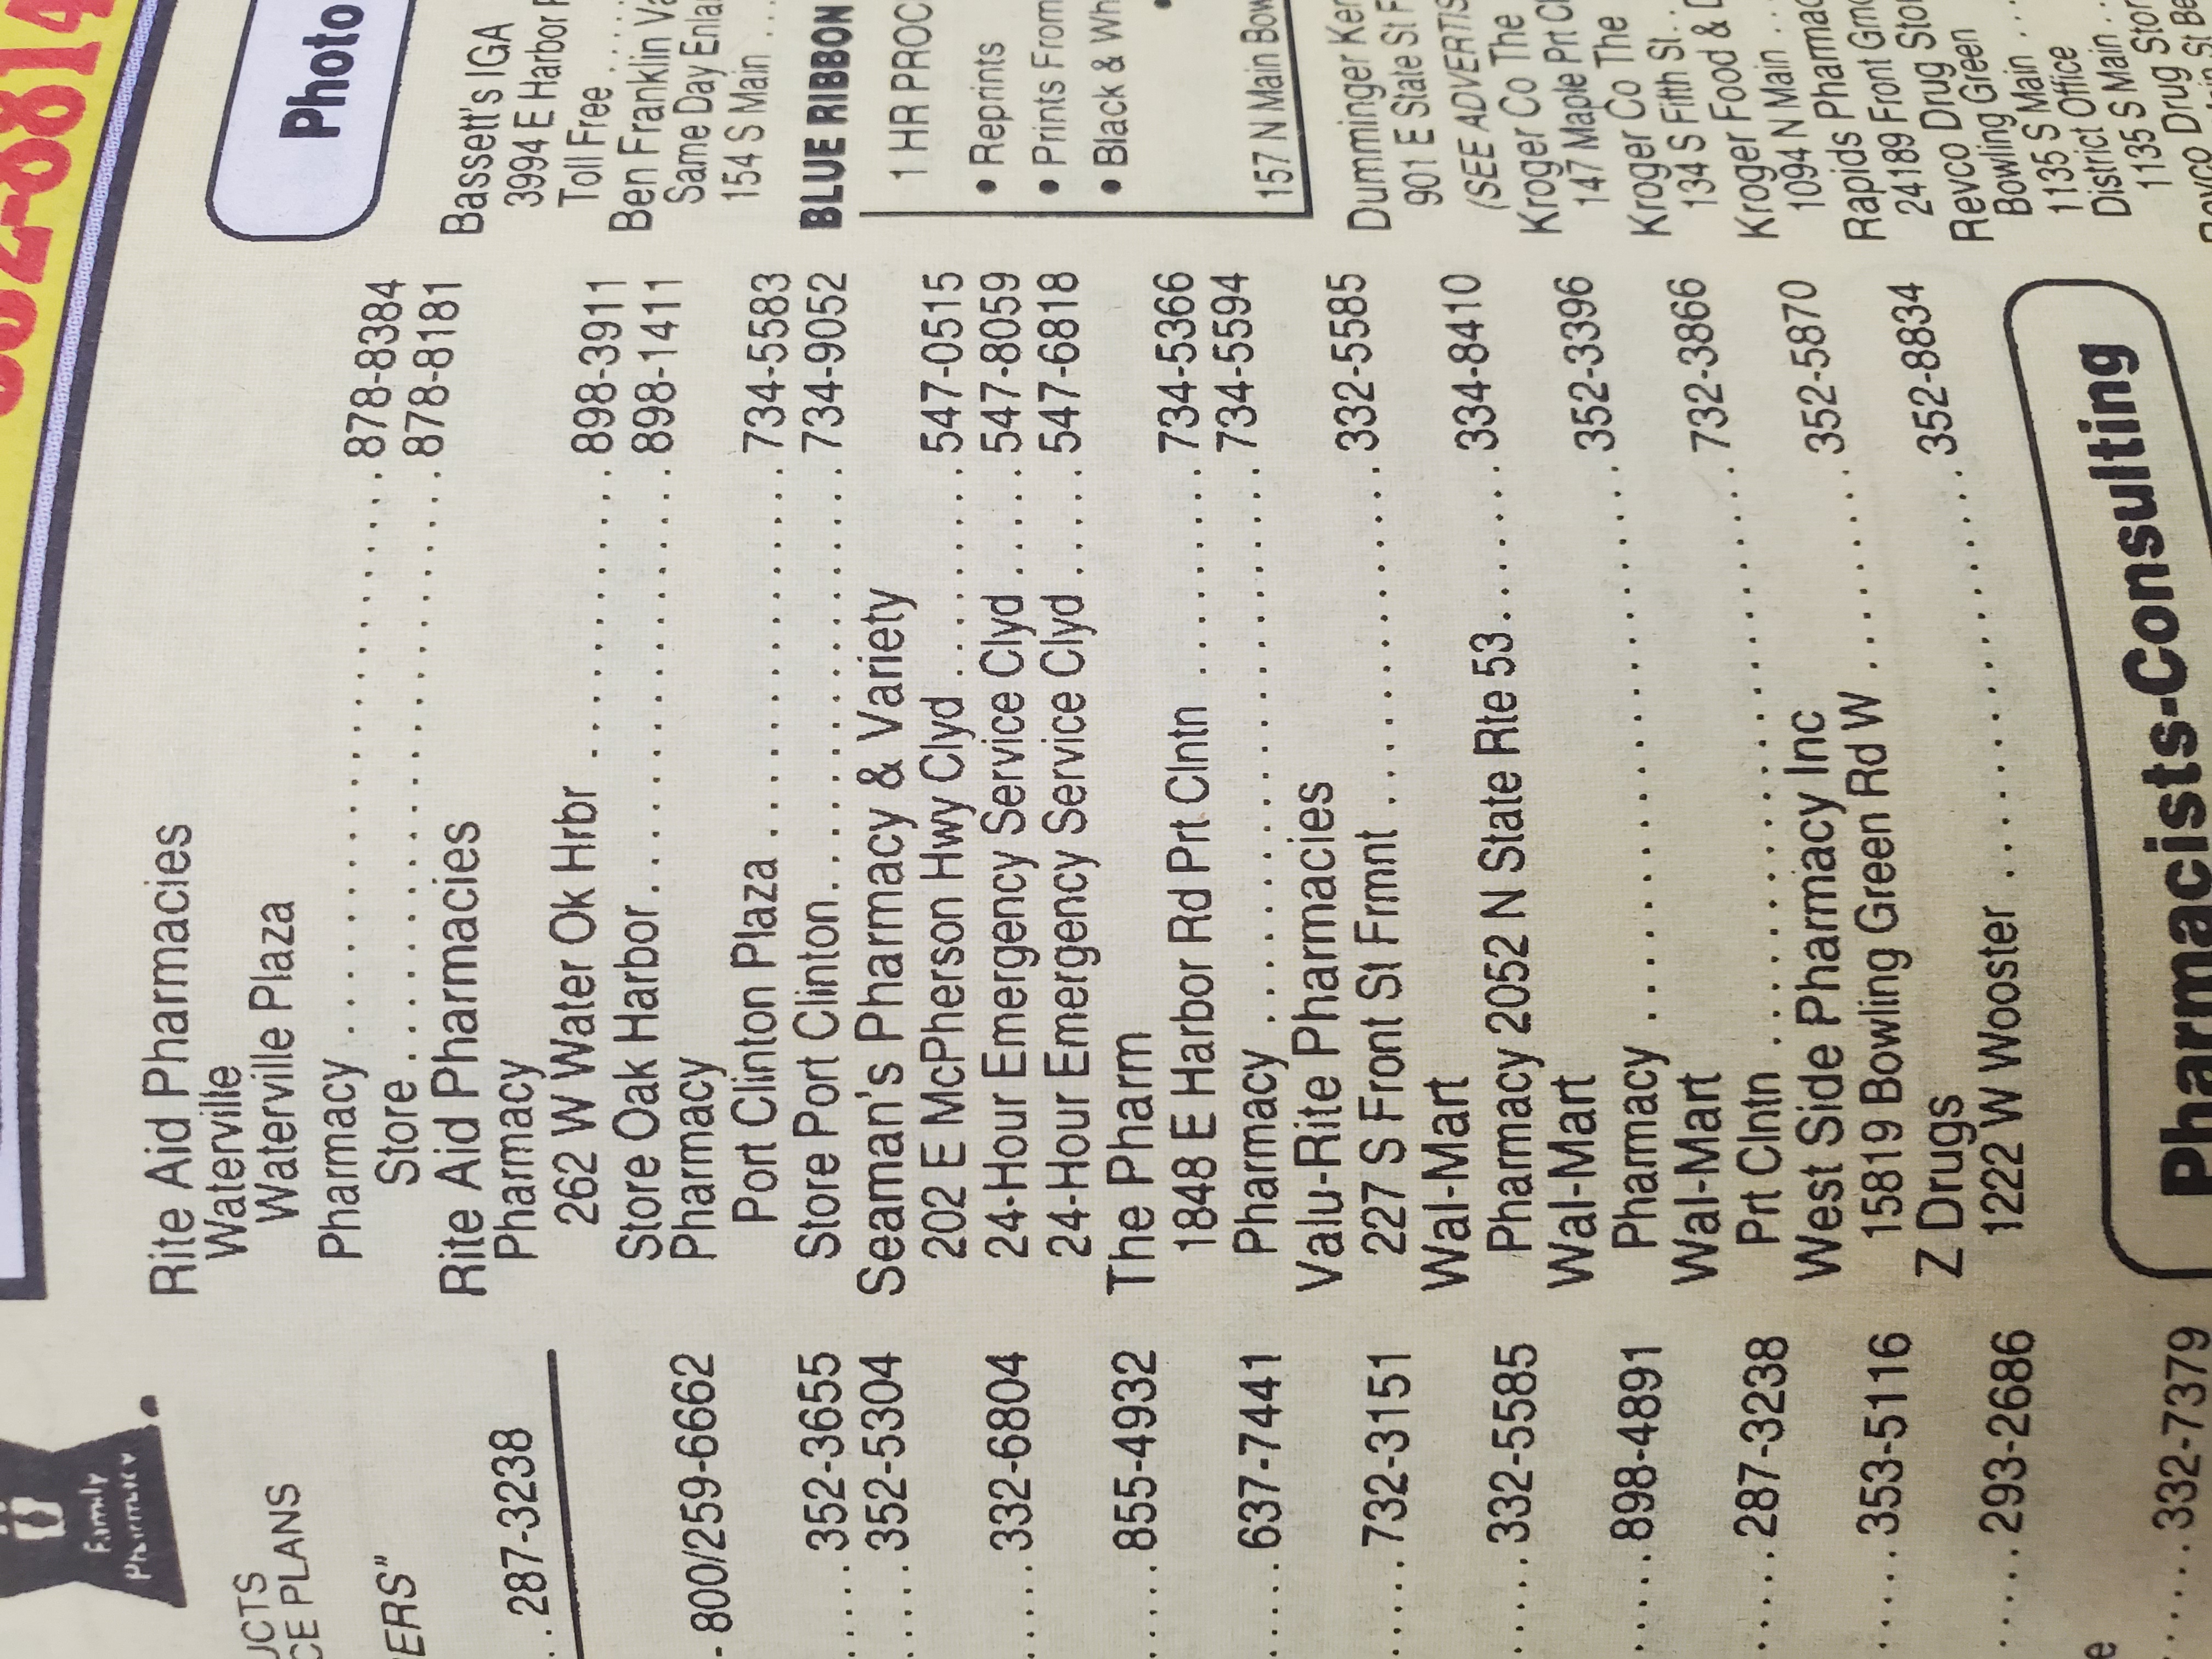 Family
Pharmacy
UCTS
CE PLANS
ERS"
. . 287-3238
- 800/259-6662
. . . . . 352-3655
. . . . . 352-5304
. . . . . 332-6804
. . . . . 855-4932
. . . . . 637-7441
. . . . . 732-3151
. . . . . 332-5585
. . . . . 898-4891
. . . . . 287-3238
. . . . . 353-5116
. . . . . 293-2686
e
. . . . . 332-7379
Rite Aid Pharmacies
Waterville
Waterville Plaza
Pharmacy . . . . . . . . . . . . . . . . . . 878-8384
Store . . . . . . . . . . . . . . . . . . . 878-8181
Rite Aid Pharmacies
Pharmacy
262 W Water Ok Hrbr . . . . . . . . . . 898-3911
Store Oak Harbor . . . . . . . . . . . . . 898-1411
Pharmacy
Port Clinton Plaza . . . . . . . . . . . . 734-5583
Store Port Clinton . . . . . . . . . . . . . 734-9052
Seaman's Pharmacy & Variety
202 E McPherson Hwy Clyd . . . . . . . 547-0515
24-Hour Emergency Service Clyd . . . . 547-8059
24-Hour Emergency Service Clyd . . . . 547-6818
The Pharm
1848 E Harbor Rd Prt Clntn . . . . . . . 734-5366
Pharmacy . . . . . . . . . . . . . . . . . . 734-5594
Valu-Rite Pharmacies
227 S Front St Frmnt . . . . . . . . . . . 332-5585
Wal-Mart
Pharmacy 2052 N State Rte 53 . . . . . 334-8410
Wal-Mart
Pharmacy . . . . . . . . . . . . . . . . . . 352-3396
Wal-Mart
Prt Clntn . . . . . . . . . . . . . . . . . . 732-3866
West Side Pharmacy Inc
15819 Bowling Green Rd W . . . . . . . 352-5870
Z Drugs
1222 W Wooster . . . . . . . . . . . . . . 352-8834
Pharmacists-Consulting
Photo
Bassett's IGA
3994 E Harbor
Toll Free . . . .
Ben Franklin Va
Same Day Enlar
154 S Main . . .
BLUE RIBBON
1 HR PROC
• Reprints
• Prints From
• Black & Wh
•
157 N Main Bow
Dumminger Ker
901 E State St F
(SEE ADVERTIS
Kroger Co The
147 Maple Prt Cl
Kroger Co The
134 S Fifth St . .
Kroger Food & D
1094 N Main . . .
Rapids Pharmac
24189 Front Gmd
Revco Drug Stor
Bowling Green
1135 S Main . . .
District Office
1135 S Main . .
Revco Drug Stor